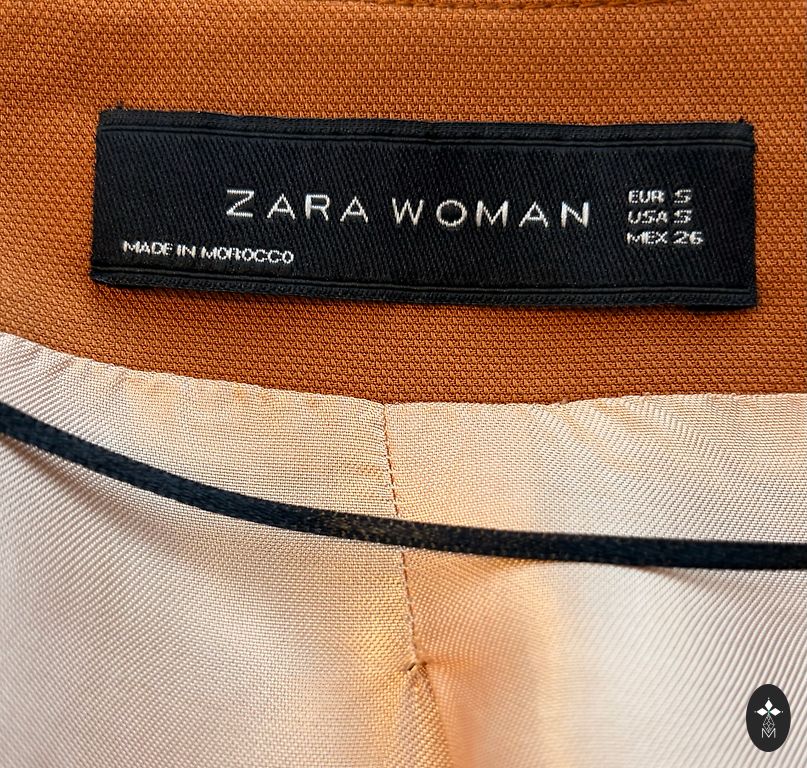 ZARA WOMAN
MADE IN MOROCCO
EUR S
USA S
MEX 26
M